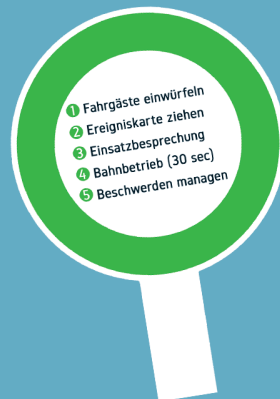 1 Fahrgäste einwürfeln
2 Ereigniskarte ziehen
3 Einsatzbesprechung
4 Bahnbetrieb (30 sec)
5 Beschwerden managen